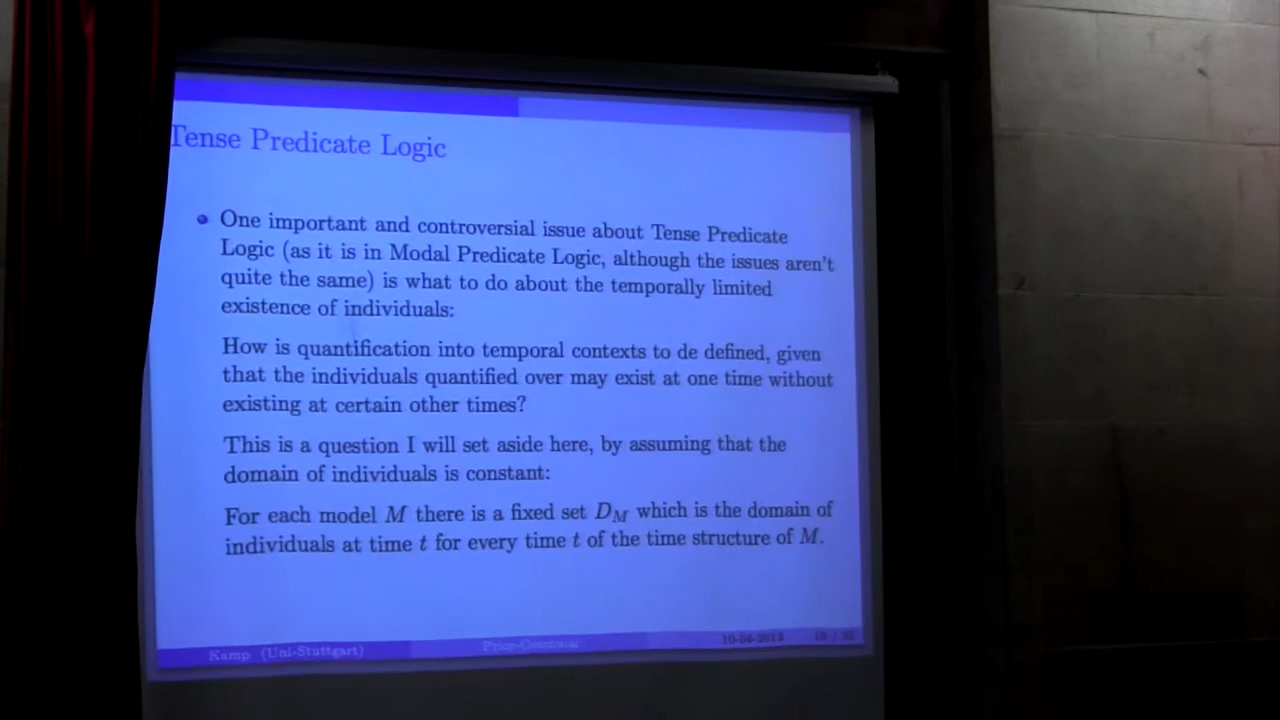 Tense Predicate Logic
One important and controversial issue about Tense Predicate
Logic (as it is in Modal Predicate Logic, although the issues aren't
quite the same) is what to do about the temporally limited
existence of individuals:
How is quantification into temporal contexts to de defined, given
that the individuals quantified over may exist at one time without
existing at certain other times?
This is a question I will set aside here, by assuming that the
domain of individuals is constant:
For each model M there is a fixed set D_M which is the domain of
individuals at time t for every time t of the time structure of M.
Kamp (Uni-Stuttgart)
10-04-2013